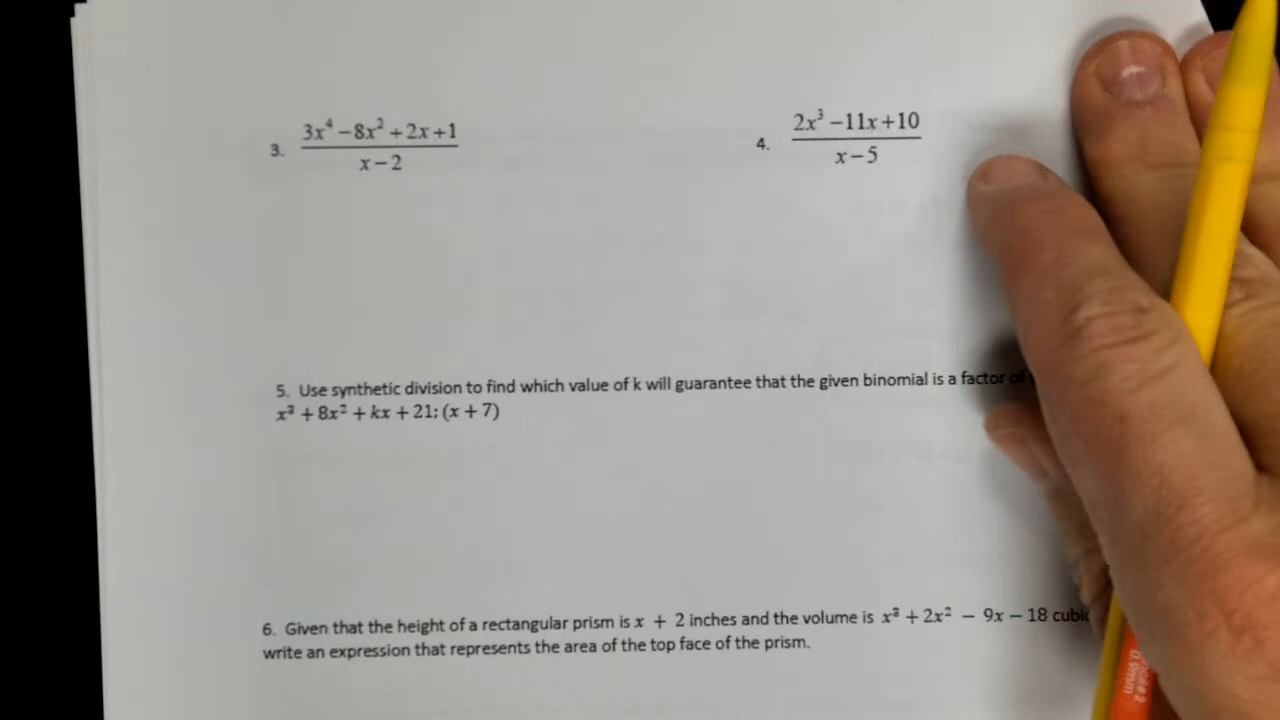 3. 3x⁴ − 8x² + 2x + 1
x − 2
4. 2x³ − 11x + 10
x − 5
5. Use synthetic division to find which value of k will guarantee that the given binomial is a factor of
x³ + 8x² + kx + 21; (x + 7)
6. Given that the height of a rectangular prism is x + 2 inches and the volume is x³ + 2x² − 9x − 18 cubic
write an expression that represents the area of the top face of the prism.